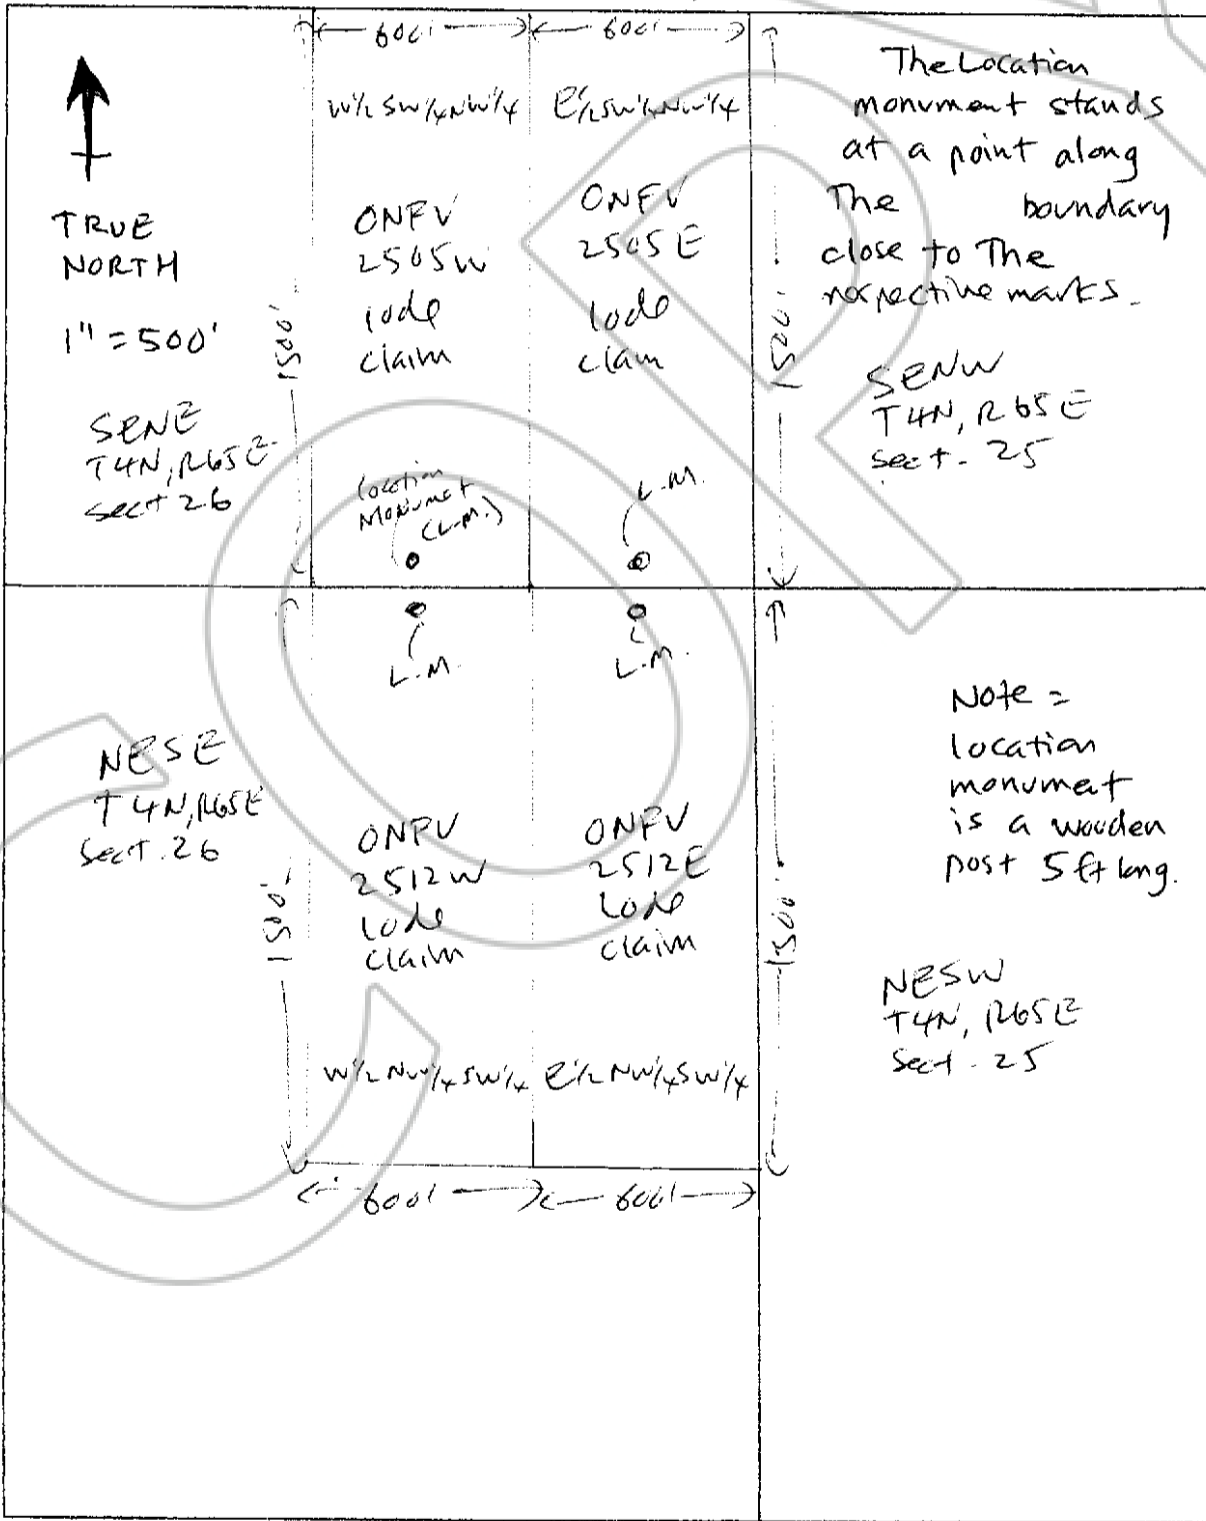 600' 600'
W1/2 SW1/4 NW1/4 E1/2 SW1/4 NW1/4
TRUE
NORTH
1" = 500'
SENE
T4N, R65E
sect 26
ONFV
2505W
lode
claim
ONFV
2505E
lode
claim
1500'
1500'
The Location
monument stands
at a point along
The boundary
close to The
respective marks.
SENW
T4N, R65E
sect. 25
Location
Monumet
(L.M.)
L.M.
L.M.
L.M.
NESE
T4N, R65E
Sect. 26
ONFV
2512W
Lode
claim
ONFV
2512E
Lode
claim
1500'
1500'
Note =
location
monumet
is a wooden
post 5 ft long.
NESW
T4N, R65E
Sect. 25
W1/2 NW1/4 SW1/4 E1/2 NW1/4 SW1/4
600' 600'
COPY